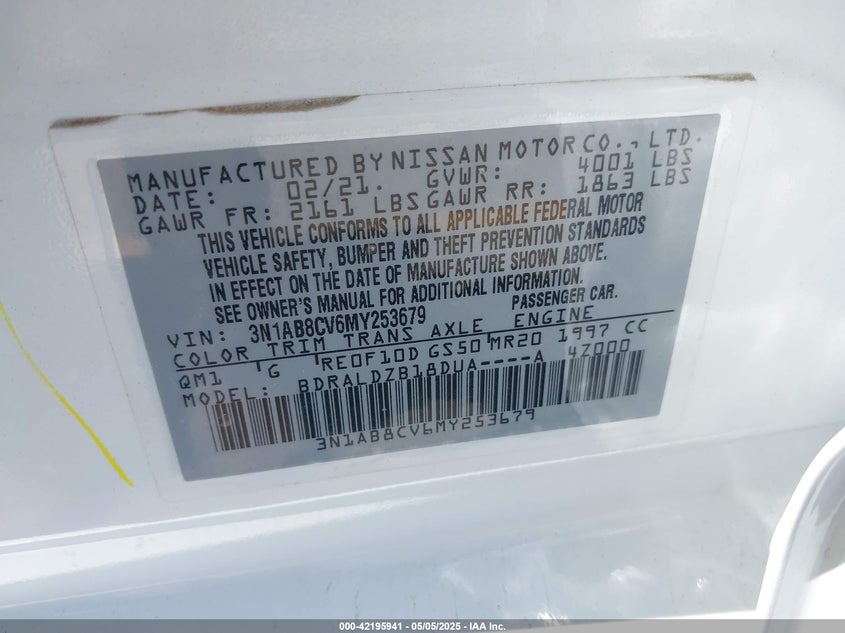 MANUFACTURED BY NISSAN MOTOR CO., LTD.
DATE: 02/21. GVWR: 4001 LBS
GAWR FR: 2161 LBS GAWR RR: 1863 LBS
THIS VEHICLE CONFORMS TO ALL APPLICABLE FEDERAL MOTOR
VEHICLE SAFETY, BUMPER AND THEFT PREVENTION STANDARDS
IN EFFECT ON THE DATE OF MANUFACTURE SHOWN ABOVE.
SEE OWNER'S MANUAL FOR ADDITIONAL INFORMATION.
PASSENGER CAR.
VIN: 3N1AB8CV6MY253679
COLOR TRIM TRANS AXLE ENGINE
QM1 G RE0F10D GS50 MR20 1997 CC
MODEL: BDRALDZB18DUA----A 4Z000
3N1AB8CV6MY253679
000-42195941 - 05/05/2025 - IAA Inc.